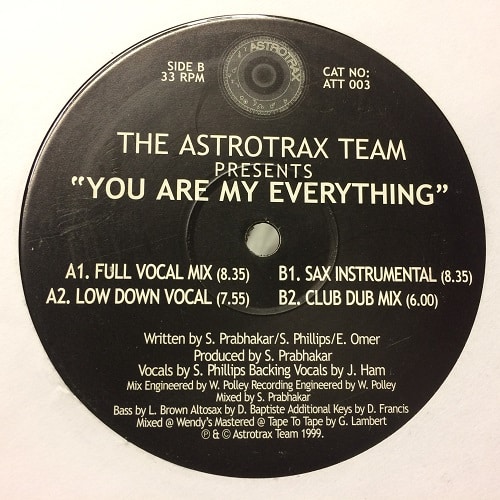 ASTROTRAX
SIDE B
33 RPM
CAT NO:
ATT 003
THE ASTROTRAX TEAM
PRESENTS
"YOU ARE MY EVERYTHING"
A1. FULL VOCAL MIX (8.35)
B1. SAX INSTRUMENTAL (8.35)
A2. LOW DOWN VOCAL (7.55)
B2. CLUB DUB MIX (6.00)
Written by S. Prabhakar/S. Phillips/E. Omer
Produced by S. Prabhakar
Vocals by S. Phillips Backing Vocals by J. Ham
Mix Engineered by W. Polley Recording Engineered by W. Polley
Mixed by S. Prabhakar
Bass by L. Brown Altosax by D. Baptiste Additional Keys by D. Francis
Mixed @ Wendy's Mastered @ Tape To Tape by G. Lambert
℗ & © Astrotrax Team 1999.